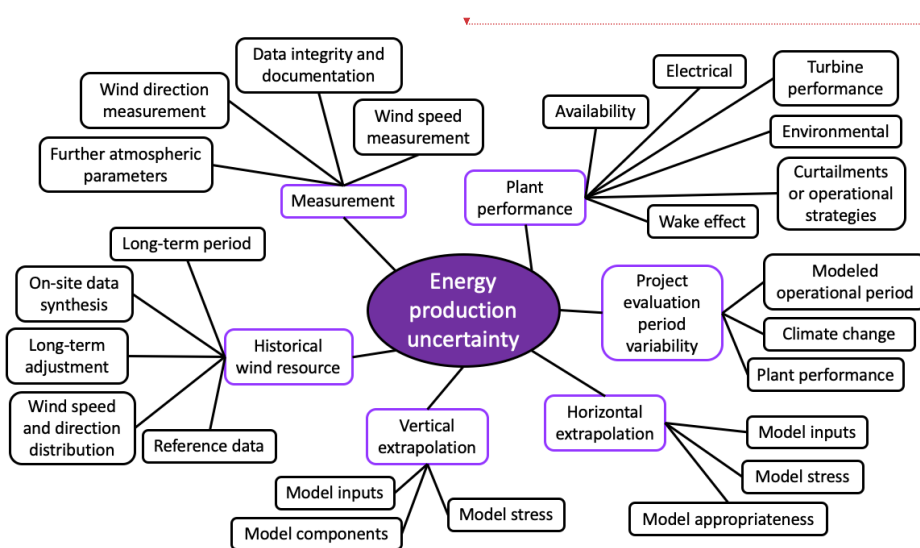 Energy
production
uncertainty
Measurement
Further atmospheric
parameters
Wind direction
measurement
Data integrity and
documentation
Wind speed
measurement
Plant
performance
Availability
Electrical
Turbine
performance
Environmental
Curtailments
or operational
strategies
Wake effect
Project
evaluation
period
variability
Modeled
operational period
Climate change
Plant performance
Horizontal
extrapolation
Model inputs
Model stress
Model appropriateness
Vertical
extrapolation
Model inputs
Model components
Model stress
Historical
wind resource
Long-term period
On-site data
synthesis
Long-term
adjustment
Wind speed
and direction
distribution
Reference data